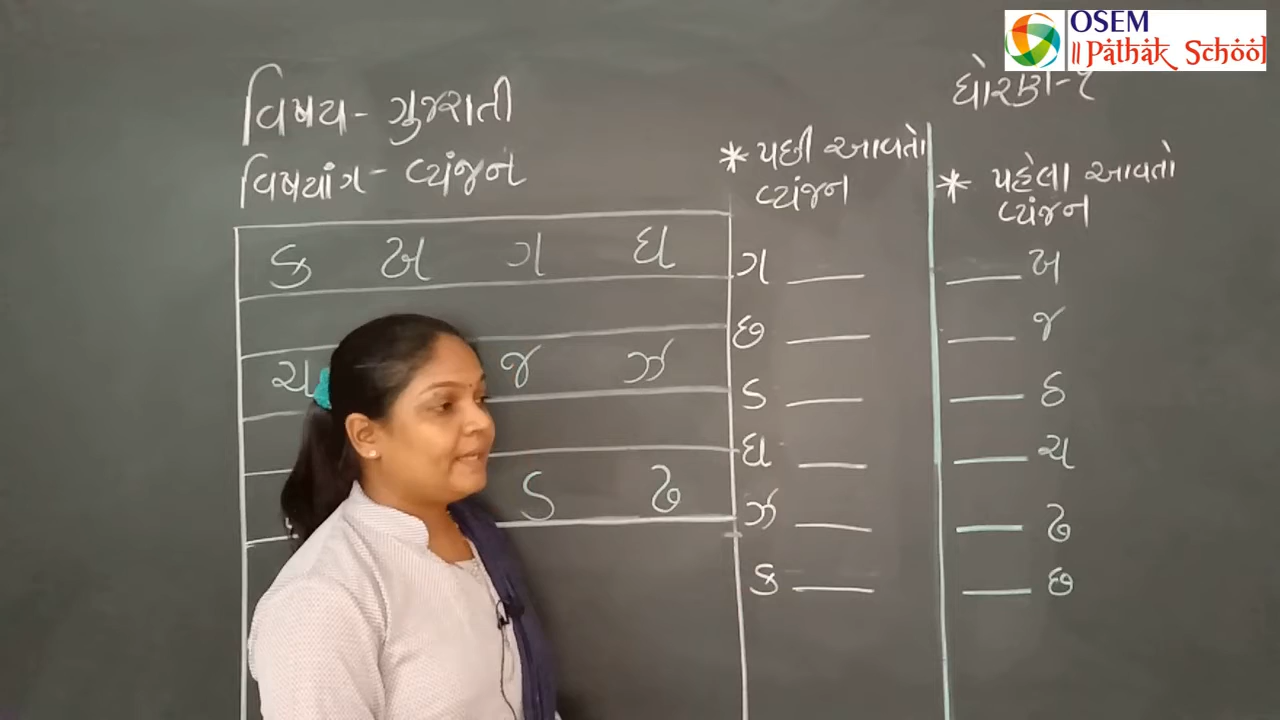 OSEM
॥ Pathak School
ધોરણ-૧
વિષય - ગુજરાતી
વિષયાંગ - વ્યંજન
ક ખ ગ ઘ
ચ જ ઝ
ડ ઢ
* પછી આવતો
વ્યંજન
ગ ___
છ ___
ડ ___
ઘ ___
ઝ ___
ક ___
* પહેલા આવતો
વ્યંજન
___ ખ
___ જ
___ ઠ
___ ચ
___ ઢ
___ છ